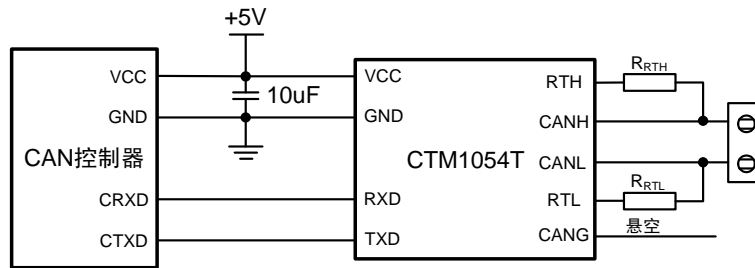 +5V
VCC
GND
CAN控制器
CRXD
CTXD
10uF
VCC
GND
CTM1054T
RXD
TXD
RTH
CANH
CANL
RTL
CANG
RRTH
RRTL
悬空